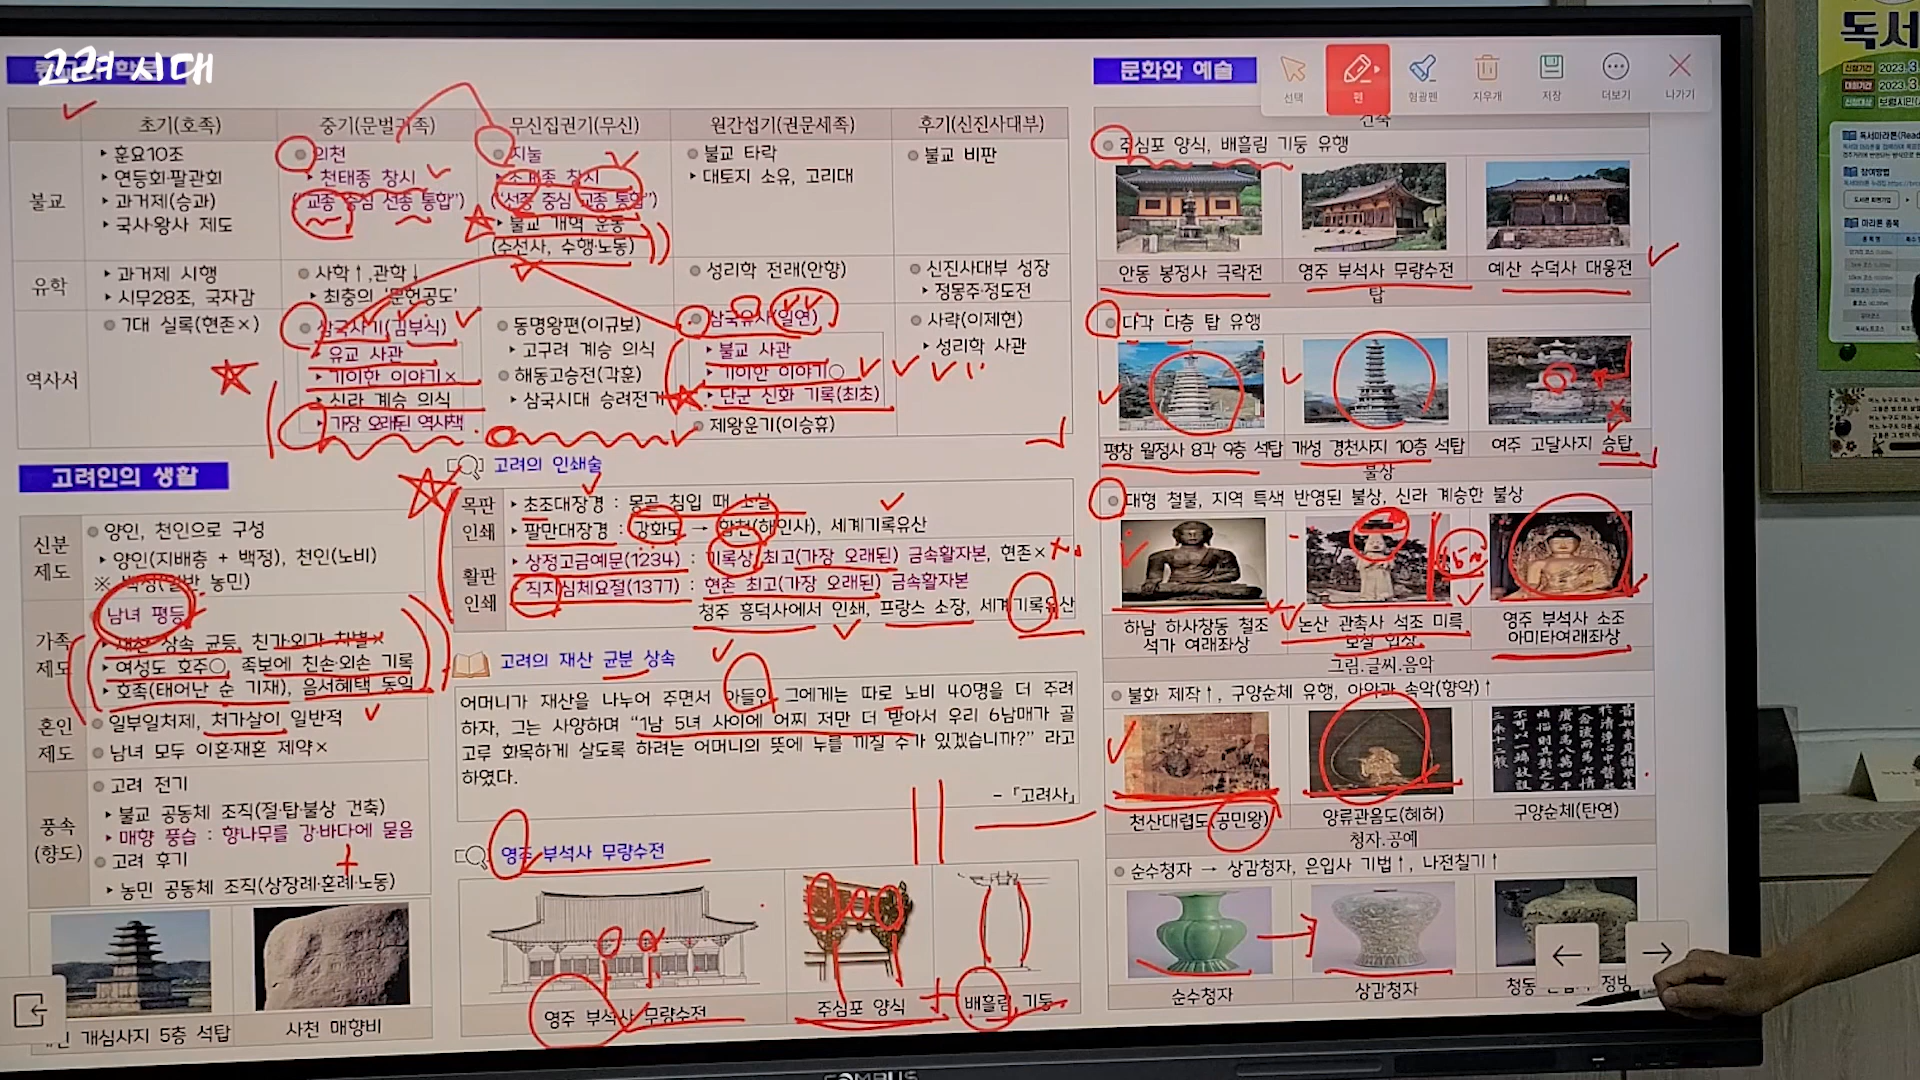 고려 시대
초기(호족)
중기(문벌귀족)
무신집권기(무신)
원간섭기(권문세족)
후기(신진사대부)
불교
훈요10조
연등회·팔관회
과거제(승과)
국사·왕사 제도
의천
천태종 창시
("교종 중심 선종 통합")
지눌
조계종 창시
("선종 중심 교종 통합")
불교 개혁 운동
(수선사, 수행·노동)
불교 타락
대토지 소유, 고리대
불교 비판
유학
과거제 시행
시무28조, 국자감
사학↑,관학↓
최충의 '문헌공도'
성리학 전래(안향)
신진사대부 성장
정몽주·정도전
역사서
7대 실록(현존×)
삼국사기(김부식)
유교 사관
기이한 이야기×
신라 계승 의식
가장 오래된 역사책
동명왕편(이규보)
고구려 계승 의식
해동고승전(각훈)
삼국시대 승려전기
삼국유사(일연)
불교 사관
기이한 이야기○
단군 신화 기록(최초)
제왕운기(이승휴)
사략(이제현)
성리학 사관
고려인의 생활
신분
제도
양인, 천인으로 구성
양인(지배층 + 백정), 천인(노비)
※ 백정(일반 농민)
가족
제도
남녀 평등
재산 상속 균등, 친가·외가 차별×
여성도 호주○, 족보에 친손·외손 기록
호족(태어난 순 기재), 음서혜택 동일
혼인
제도
일부일처제, 처가살이 일반적
남녀 모두 이혼·재혼 제약×
풍속
(향도)
고려 전기
불교 공동체 조직(절·탑·불상 건축)
매향 풍습 : 향나무를 강·바다에 묻음
고려 후기
농민 공동체 조직(상장례·혼례·노동)
개심사지 5층 석탑
사천 매향비
고려의 인쇄술
목판
인쇄
초조대장경 : 몽골 침입 때 소실
팔만대장경 : 강화도 → 합천(해인사), 세계기록유산
활판
인쇄
상정고금예문(1234) : 기록상 최고(가장 오래된) 금속활자본, 현존×
직지심체요절(1377) : 현존 최고(가장 오래된) 금속활자본
청주 흥덕사에서 인쇄, 프랑스 소장, 세계기록유산
고려의 재산 균분 상속
어머니가 재산을 나누어 주면서 아들인 그에게는 따로 노비 40명을 더 주려
하자, 그는 사양하며 "1남 5녀 사이에 어찌 저만 더 받아서 우리 6남매가 골
고루 화목하게 살도록 하려는 어머니의 뜻에 누를 끼칠 수가 있겠습니까?" 라고
하였다.
-「고려사」
영주 부석사 무량수전
영주 부석사 무량수전
주심포 양식
배흘림 기둥
문화와 예술
선택
펜
형광펜
지우개
저장
더보기
나가기
건축
주심포 양식, 배흘림 기둥 유행
안동 봉정사 극락전
영주 부석사 무량수전
예산 수덕사 대웅전
탑
다각 다층 탑 유행
평창 월정사 8각 9층 석탑
개성 경천사지 10층 석탑
여주 고달사지 승탑
불상
대형 철불, 지역 특색 반영된 불상, 신라 계승한 불상
하남 하사창동 철조
석가 여래좌상
논산 관촉사 석조 미륵
보살 입상
영주 부석사 소조
아미타여래좌상
그림·글씨·음악
불화 제작↑, 구양순체 유행, 아악과 속악(향악)↑
천산대렵도(공민왕)
양류관음도(혜허)
구양순체(탄연)
청자·공예
순수청자 → 상감청자, 은입사 기법↑, 나전칠기↑
순수청자
상감청자
청동
정병
독서
신청기간
2023.3
대회기간
2023.3
신청대상
독서마라톤(Read
참여방법
마라톤 종목